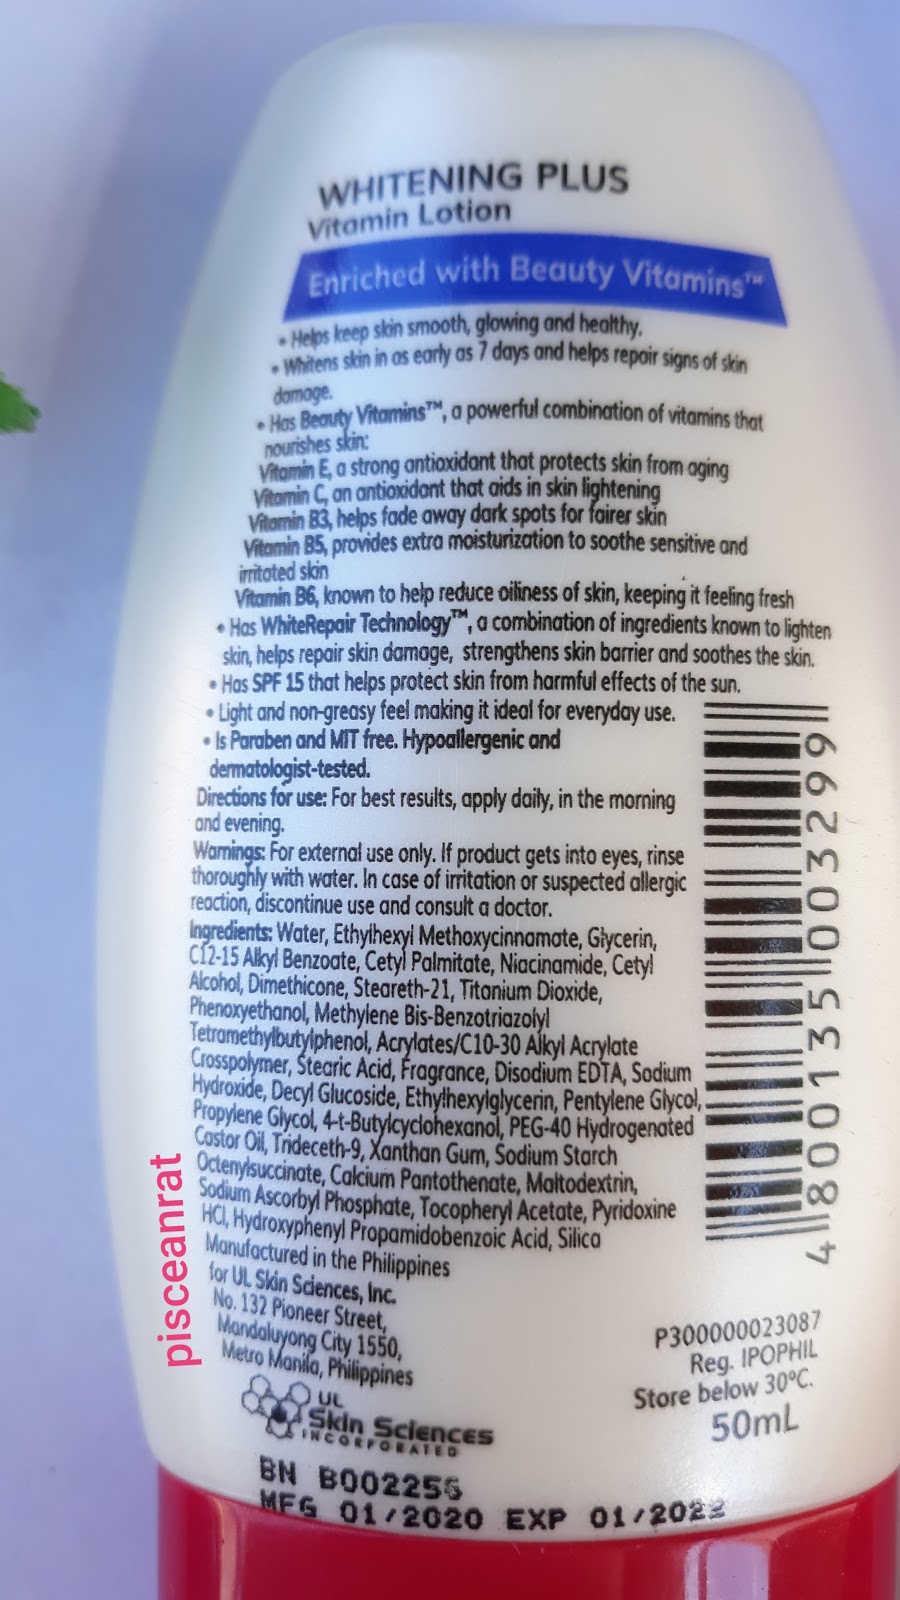 WHITENING PLUS
Vitamin Lotion
Enriched with Beauty Vitamins™
• Helps keep skin smooth, glowing and healthy.
• Whitens skin in as early as 7 days and helps repair signs of skin
damage.
• Has Beauty Vitamins™, a powerful combination of vitamins that
nourishes skin:
Vitamin E, a strong antioxidant that protects skin from aging
Vitamin C, an antioxidant that aids in skin lightening
Vitamin B3, helps fade away dark spots for fairer skin
Vitamin B5, provides extra moisturization to soothe sensitive and
irritated skin
Vitamin B6, known to help reduce oiliness of skin, keeping it feeling fresh
• Has WhiteRepair Technology™, a combination of ingredients known to lighten
skin, helps repair skin damage, strengthens skin barrier and soothes the skin.
• Has SPF 15 that helps protect skin from harmful effects of the sun.
• Light and non-greasy feel making it ideal for everyday use.
• Is Paraben and MIT free. Hypoallergenic and
dermatologist-tested.
Directions for use: For best results, apply daily, in the morning
and evening.
Warnings: For external use only. If product gets into eyes, rinse
thoroughly with water. In case of irritation or suspected allergic
reaction, discontinue use and consult a doctor.
Ingredients: Water, Ethylhexyl Methoxycinnamate, Glycerin,
C12-15 Alkyl Benzoate, Cetyl Palmitate, Niacinamide, Cetyl
Alcohol, Dimethicone, Steareth-21, Titanium Dioxide,
Phenoxyethanol, Methylene Bis-Benzotriazolyl
Tetramethylbutylphenol, Acrylates/C10-30 Alkyl Acrylate
Crosspolymer, Stearic Acid, Fragrance, Disodium EDTA, Sodium
Hydroxide, Decyl Glucoside, Ethylhexylglycerin, Pentylene Glycol,
Propylene Glycol, 4-t-Butylcyclohexanol, PEG-40 Hydrogenated
Castor Oil, Trideceth-9, Xanthan Gum, Sodium Starch
Octenylsuccinate, Calcium Pantothenate, Maltodextrin,
Sodium Ascorbyl Phosphate, Tocopheryl Acetate, Pyridoxine
HCl, Hydroxyphenyl Propamidobenzoic Acid, Silica
Manufactured in the Philippines
for UL Skin Sciences, Inc.
No. 132 Pioneer Street,
Mandaluyong City 1550,
Metro Manila, Philippines
UL
Skin Sciences
INCORPORATED
4 800135 003299
P300000023087
Reg. IPOPHIL
Store below 30°C.
50mL
BN B002256
MFG 01/2020 EXP 01/2022
pisceanrat